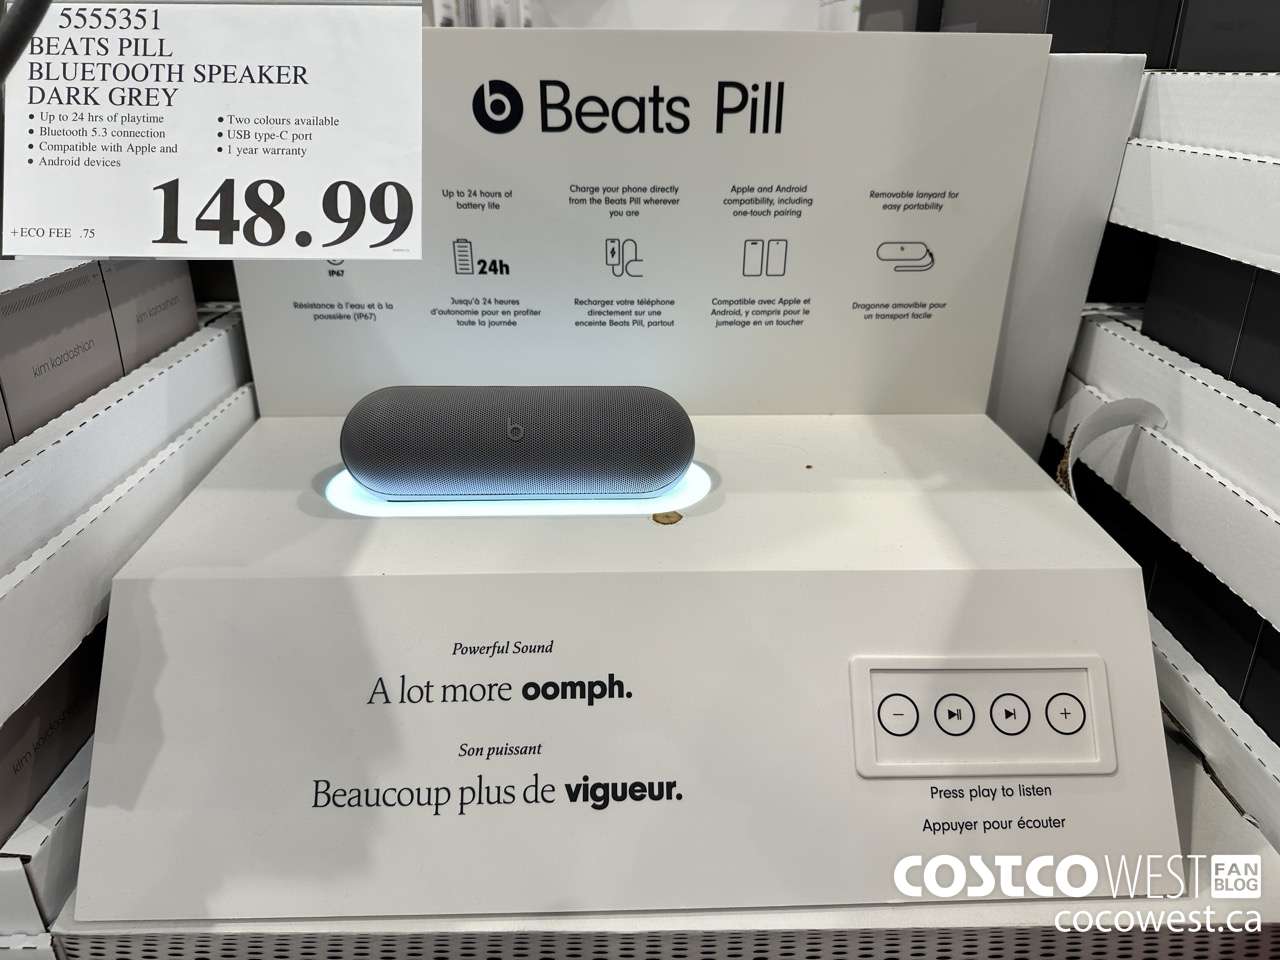 5555351
BEATS PILL
BLUETOOTH SPEAKER
DARK GREY
• Up to 24 hrs of playtime
• Bluetooth 5.3 connection
• Compatible with Apple and
• Android devices
• Two colours available
• USB type-C port
• 1 year warranty
+ECO FEE .75
148.99
b Beats Pill
Up to 24 hours of
battery life
Charge your phone directly
from the Beats Pill wherever
you are
Apple and Android
compatibility, including
one-touch pairing
Removable lanyard for
easy portability
IP67
24h
Résistance à l'eau et à la
poussière (IP67)
Jusqu'à 24 heures
d'autonomie pour en profiter
toute la journée
Rechargez votre téléphone
directement sur une
enceinte Beats Pill, partout
Compatible avec Apple et
Android, y compris pour le
jumelage en un toucher
Dragonne amovible pour
un transport facile
kim kardashian
kim kardashian
b
kim kardashian
Powerful Sound
A lot more oomph.
Son puissant
Beaucoup plus de vigueur.
Press play to listen
Appuyer pour écouter
COSTCO WEST FAN BLOG
cocowest.ca